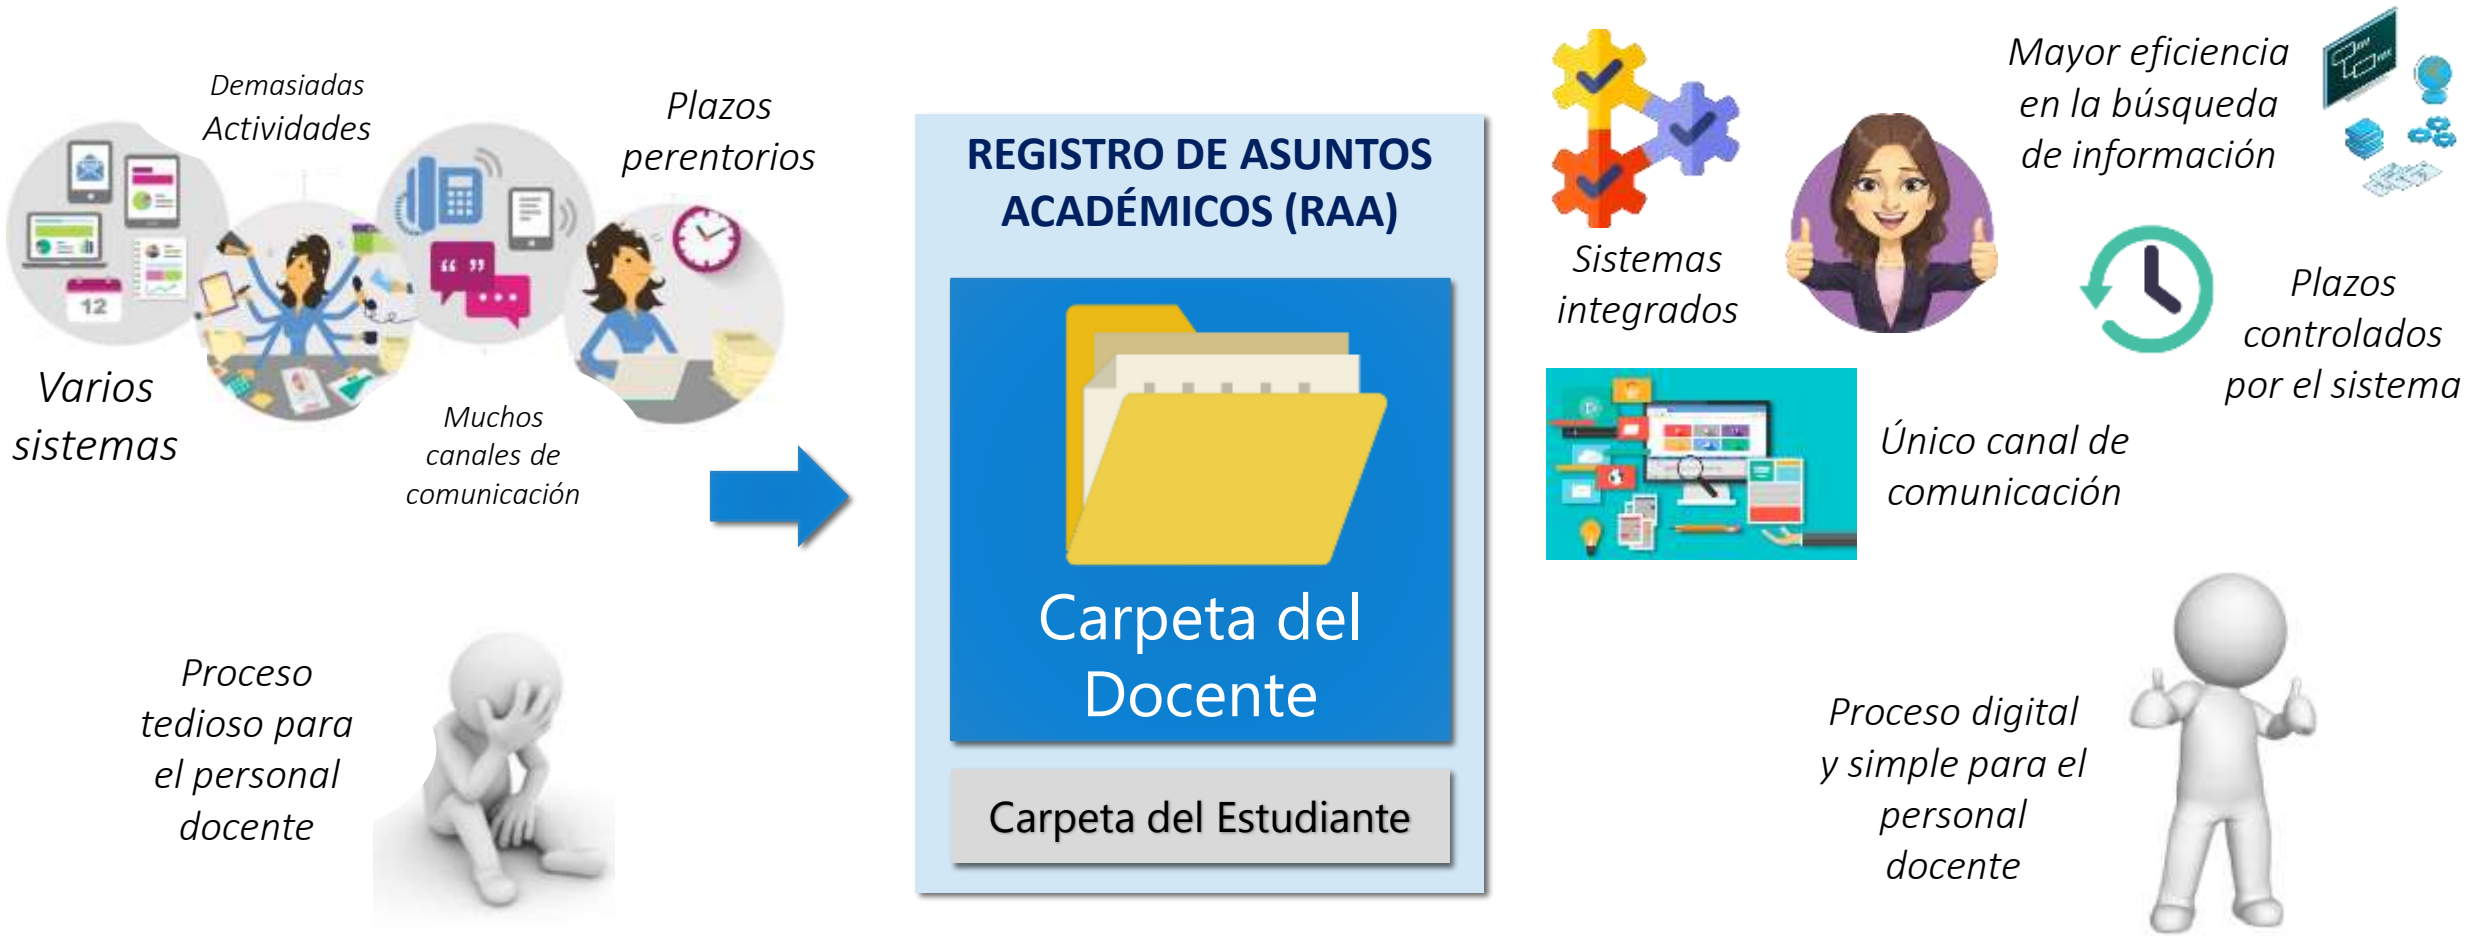 Demasiadas
Actividades
Plazos
perentorios
12
Varios
sistemas
Muchos
canales de
comunicación
Proceso
tedioso para
el personal
docente
REGISTRO DE ASUNTOS
ACADÉMICOS (RAA)
Carpeta del
Docente
Carpeta del Estudiante
Sistemas
integrados
Mayor eficiencia
en la búsqueda
de información
Plazos
controlados
por el sistema
Único canal de
comunicación
Proceso digital
y simple para el
personal
docente